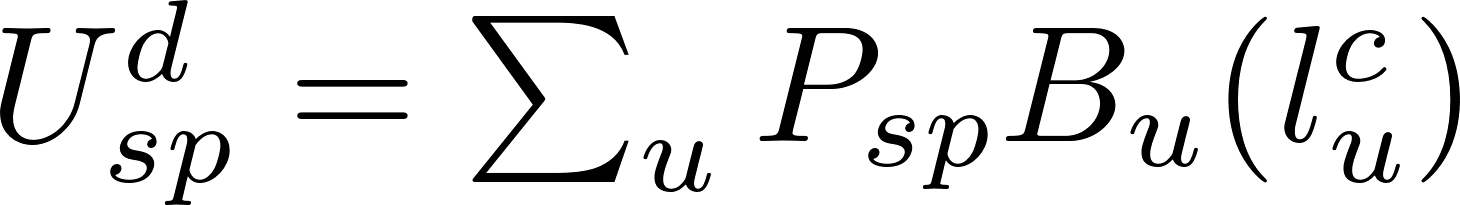 $U_{sp}^{d} = \sum_{u} P_{sp} B_{u}(l_{u}^{c})$